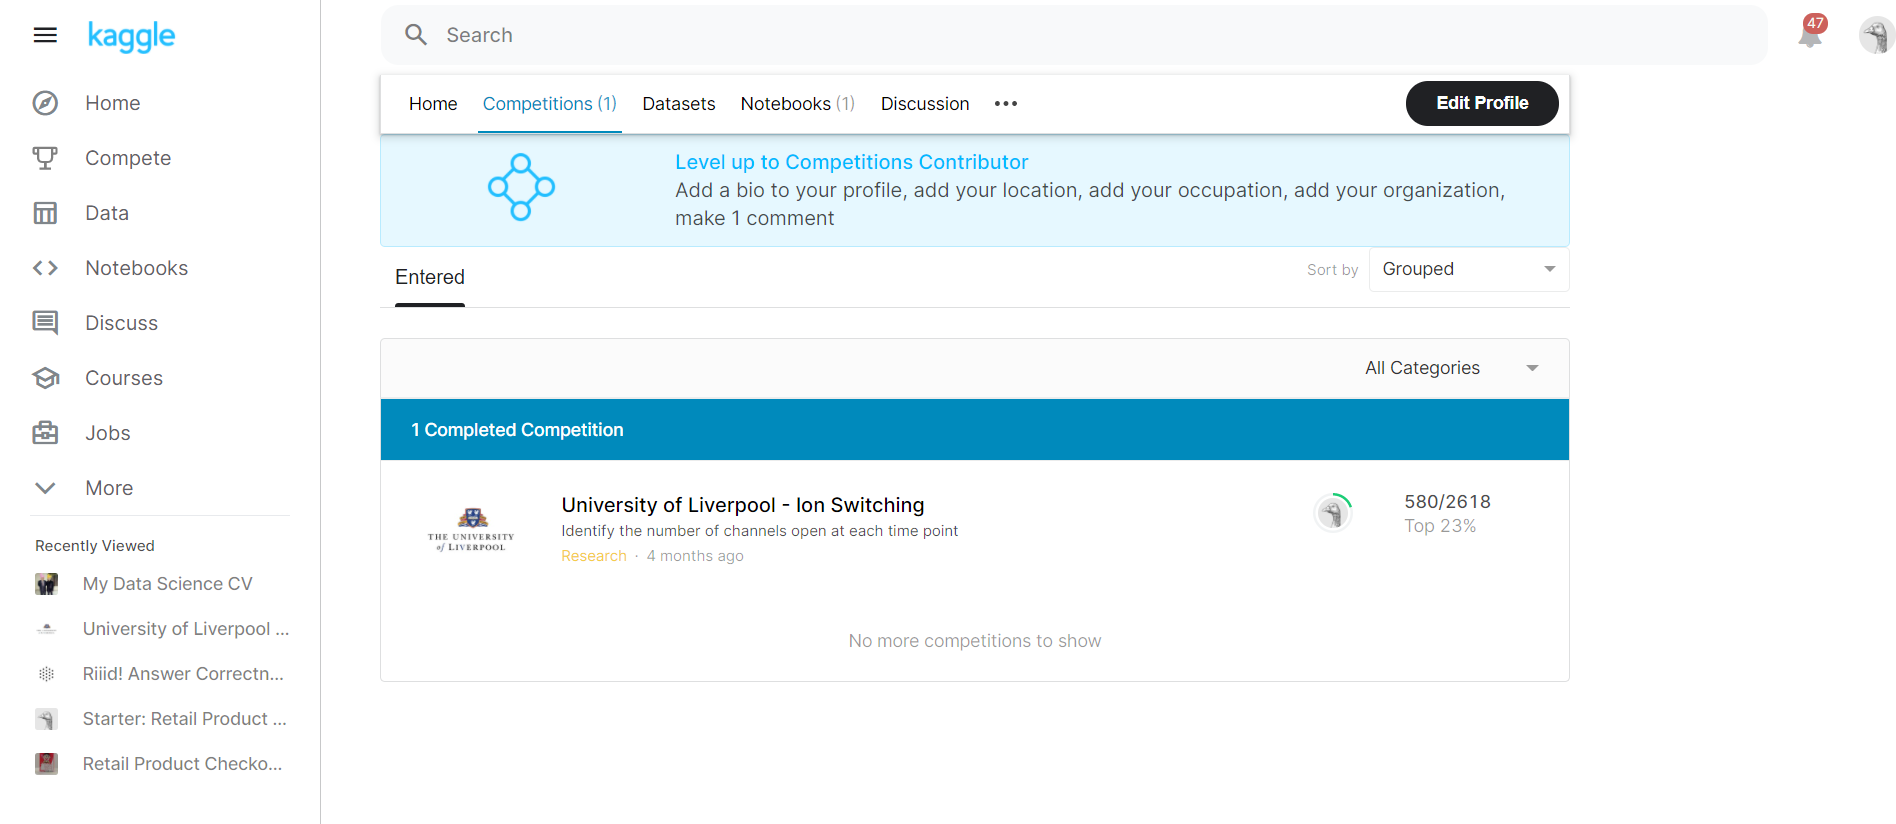 kaggle
Search
47
Home
Compete
Data
Notebooks
Discuss
Courses
Jobs
More
Recently Viewed
My Data Science CV
University of Liverpool ...
Riiid! Answer Correctn...
Starter: Retail Product ...
Retail Product Checko...
Home Competitions (1) Datasets Notebooks (1) Discussion •••
Edit Profile
Level up to Competitions Contributor
Add a bio to your profile, add your location, add your occupation, add your organization,
make 1 comment
Entered
Sort by Grouped
All Categories
1 Completed Competition
THE UNIVERSITY
of LIVERPOOL
University of Liverpool - Ion Switching
Identify the number of channels open at each time point
Research · 4 months ago
580/2618
Top 23%
No more competitions to show